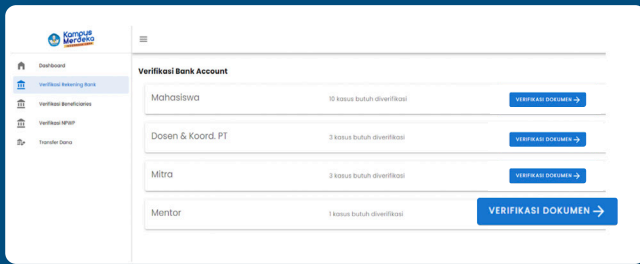 Kampus
Merdeka
Dashboard
Verifikasi Rekening Bank
Verifikasi Beneficiaries
Verifikasi NPWP
Transfer Dana
Verifikasi Bank Account
Mahasiswa
10 kasus butuh diverifikasi
VERIFIKASI DOKUMEN →
Dosen & Koord. PT
3 kasus butuh diverifikasi
VERIFIKASI DOKUMEN →
Mitra
3 kasus butuh diverifikasi
VERIFIKASI DOKUMEN →
Mentor
1 kasus butuh diverifikasi
VERIFIKASI DOKUMEN →